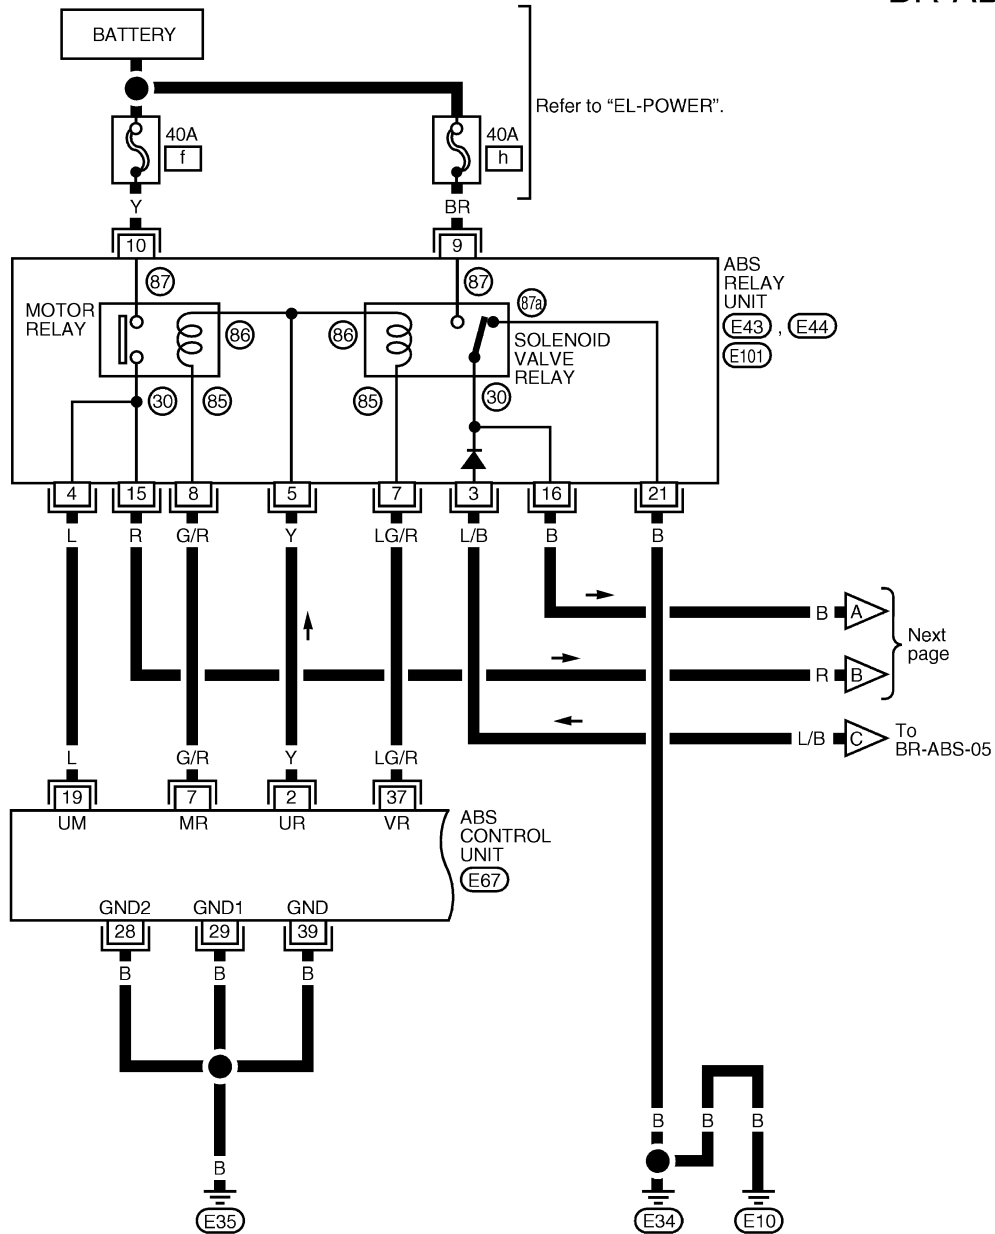 BATTERY
Refer to “EL-POWER”.
40A
f
40A
h
Y
BR
10
9
87
87
87a
ABS
RELAY
UNIT
E43 , E44
E101
MOTOR
RELAY
86
86
SOLENOID
VALVE
RELAY
30
85
85
30
4
15
8
5
7
3
16
21
L
R
G/R
Y
LG/R
L/B
B
B
B
A
R
B
Next
page
L/B
C
To
BR-ABS-05
L
G/R
Y
LG/R
19
7
2
37
UM
MR
UR
VR
ABS
CONTROL
UNIT
E67
GND2
GND1
GND
28
29
39
B
B
B
B
B
B
B
E35
E34
E10